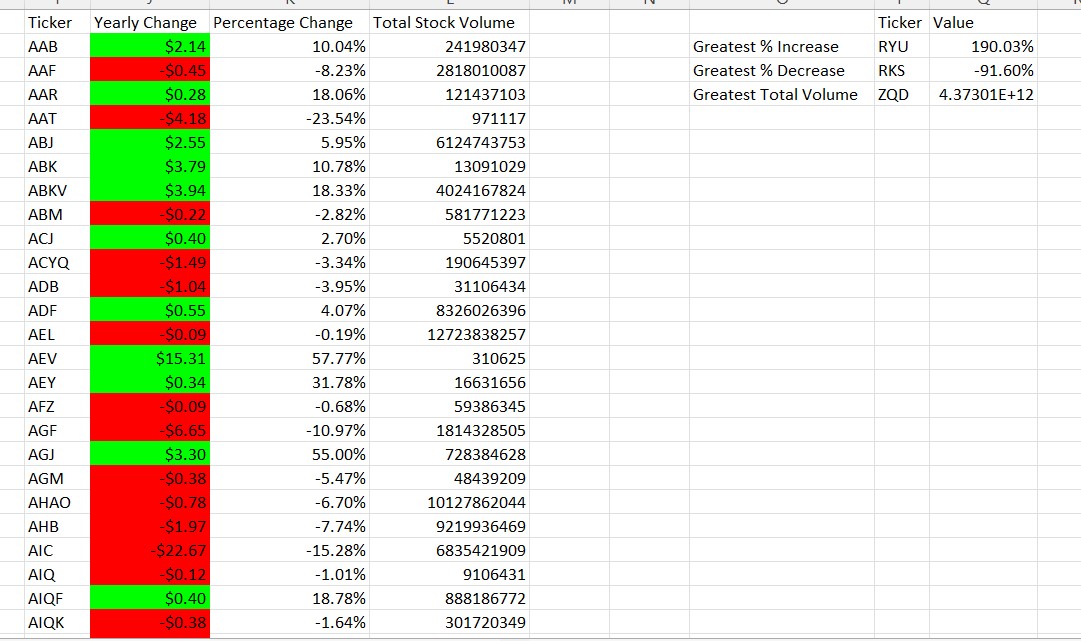 Ticker Yearly Change Percentage Change Total Stock Volume Ticker Value
AAB $2.14 10.04% 241980347 Greatest % Increase RYU 190.03%
AAF -$0.45 -8.23% 2818010087 Greatest % Decrease RKS -91.60%
AAR $0.28 18.06% 121437103 Greatest Total Volume ZQD 4.37301E+12
AAT -$4.18 -23.54% 971117
ABJ $2.55 5.95% 6124743753
ABK $3.79 10.78% 13091029
ABKV $3.94 18.33% 4024167824
ABM -$0.22 -2.82% 581771223
ACJ $0.40 2.70% 5520801
ACYQ -$1.49 -3.34% 190645397
ADB -$1.04 -3.95% 31106434
ADF $0.55 4.07% 8326026396
AEL -$0.09 -0.19% 12723838257
AEV $15.31 57.77% 310625
AEY $0.34 31.78% 16631656
AFZ -$0.09 -0.68% 59386345
AGF -$6.65 -10.97% 1814328505
AGJ $3.30 55.00% 728384628
AGM -$0.38 -5.47% 48439209
AHAO -$0.78 -6.70% 10127862044
AHB -$1.97 -7.74% 9219936469
AIC -$22.67 -15.28% 6835421909
AIQ -$0.12 -1.01% 9106431
AIQF $0.40 18.78% 888186772
AIQK -$0.38 -1.64% 301720349